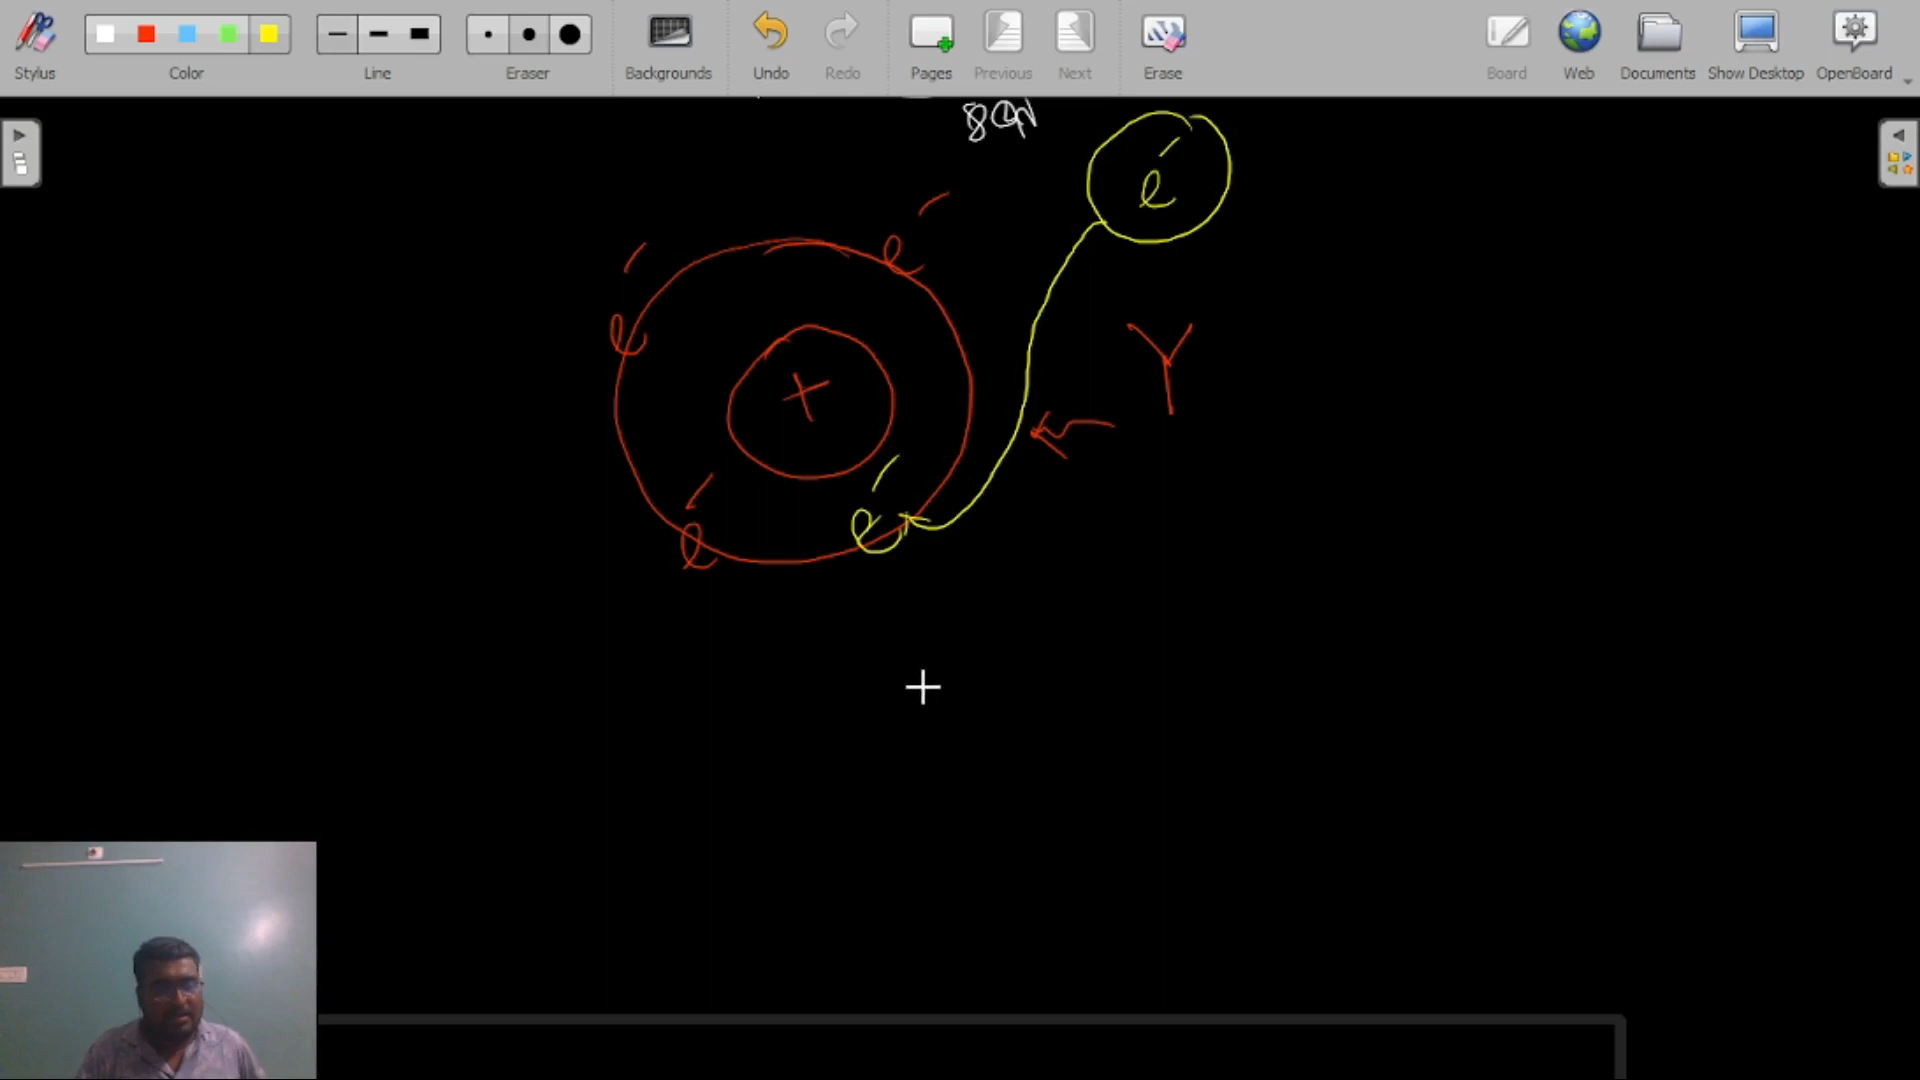 Stylus
Color
Line
Eraser
Backgrounds
Undo
Redo
Pages
Previous
Next
Erase
Board
Web
Documents
Show Desktop
OpenBoard
e⁻
e⁻
e⁻
+
Y
e⁻
e⁻